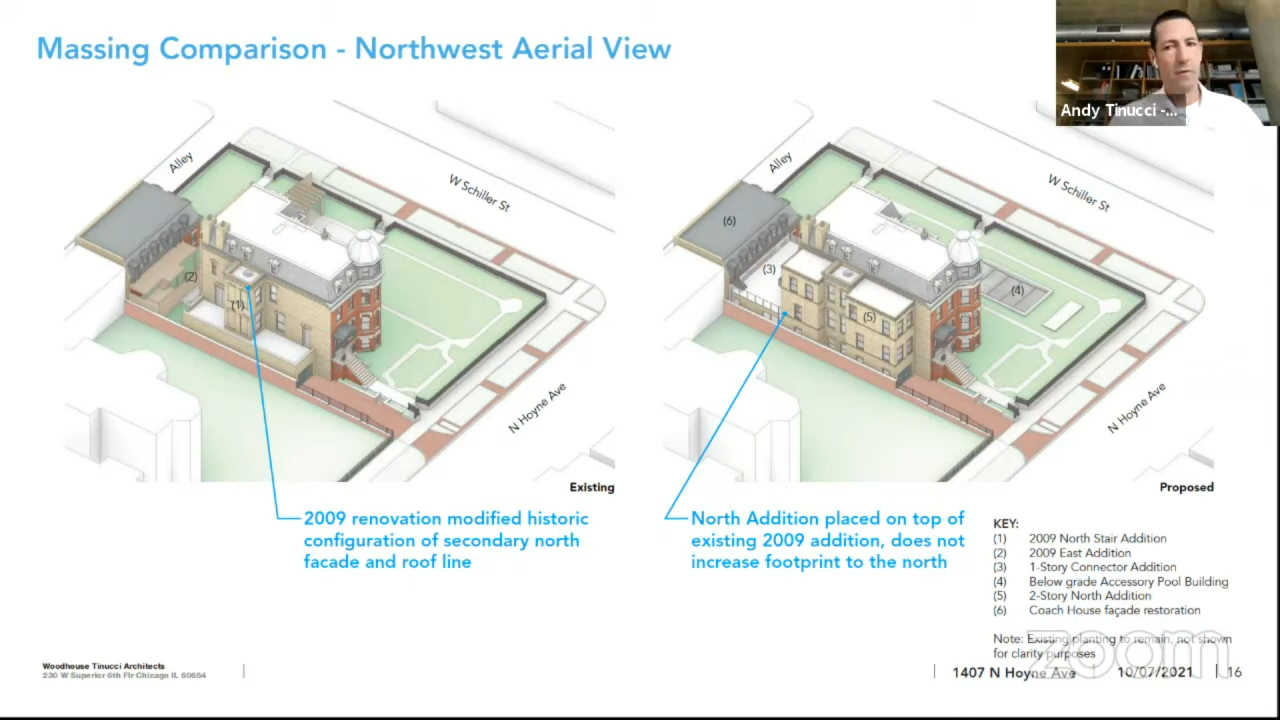 Massing Comparison - Northwest Aerial View
Andy Tinucci -...
Alley
W Schiller St
(2)
(1)
N Hoyne Ave
Existing
2009 renovation modified historic
configuration of secondary north
facade and roof line
Alley
W Schiller St
(6)
(3)
(4)
(5)
N Hoyne Ave
Proposed
North Addition placed on top of
existing 2009 addition, does not
increase footprint to the north
KEY:
(1) 2009 North Stair Addition
(2) 2009 East Addition
(3) 1-Story Connector Addition
(4) Below grade Accessory Pool Building
(5) 2-Story North Addition
(6) Coach House façade restoration
Note: Existing planting to remain, not shown
for clarity purposes
zoom
Woodhouse Tinucci Architects
230 W Superior 6th Flr Chicago IL 60654
1407 N Hoyne Ave 10/07/2021 16